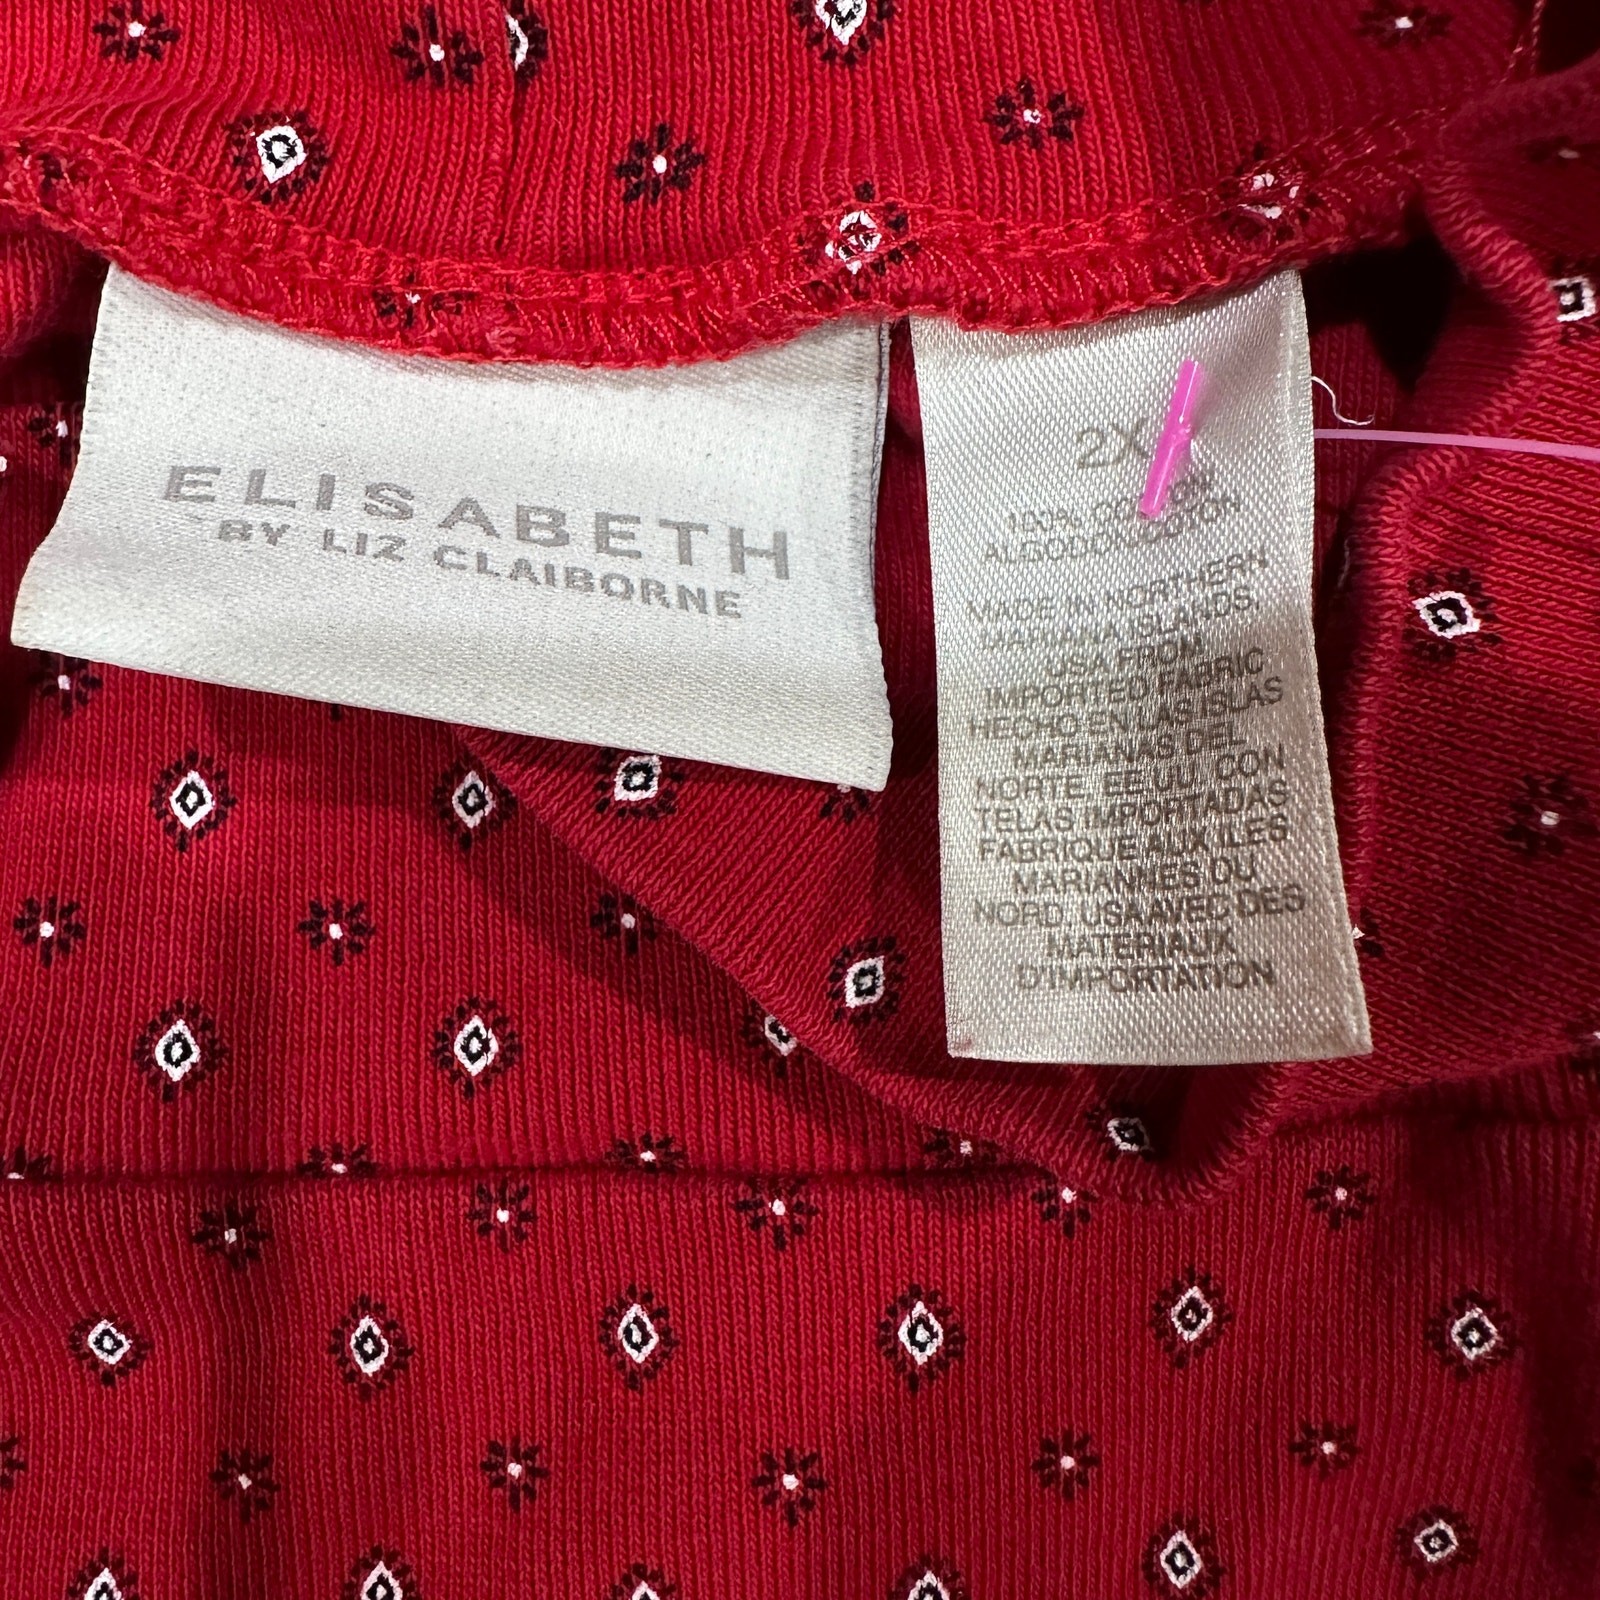 ELISABETH
BY LIZ CLAIBORNE
2X
100% COTTON
ALGODON COTON
MADE IN NORTHERN
MARIANA ISLANDS,
USA FROM
IMPORTED FABRIC
HECHO EN LAS ISLAS
MARIANAS DEL
NORTE, EE UU, CON
TELAS IMPORTADAS
FABRIQUE AUX ILES
MARIANNES DU
NORD, USA AVEC DES
MATERIAUX
D'IMPORTATION